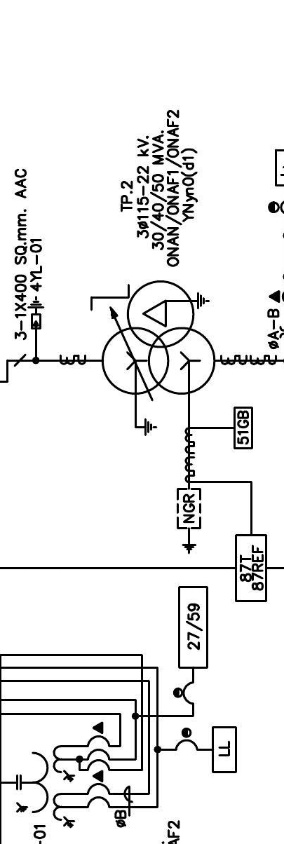 3-1X400 SQ.mm. AAC
4YL-01
TP.2
3ø115-22 kV.
30/40/50 MVA.
ONAN/ONAF1/ONAF2
YNyn0(d1)
øA-B
51GB
NGR
87T
87REF
27/59
LL
øB
-01
AF2